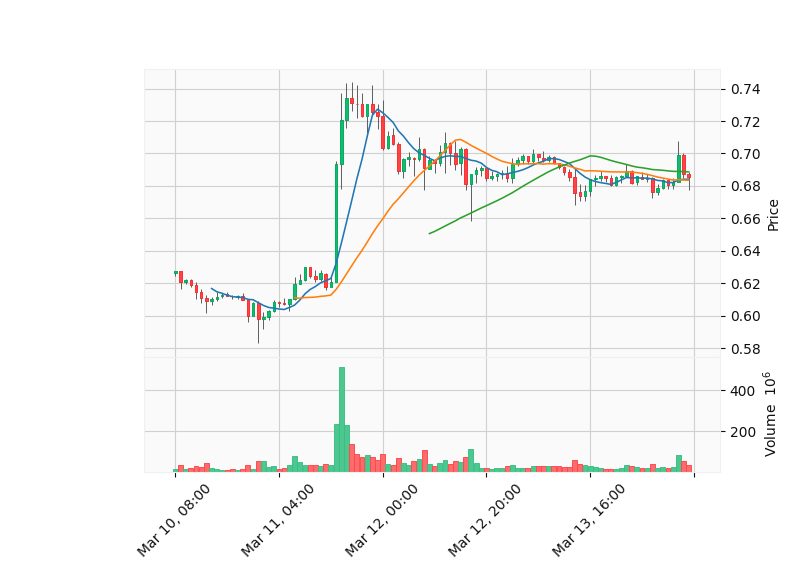 0.74
0.72
0.70
0.68
0.66
0.64
0.62
0.60
0.58
Price
400
200
Volume 10⁶
Mar 10, 08:00
Mar 11, 04:00
Mar 12, 00:00
Mar 12, 20:00
Mar 13, 16:00